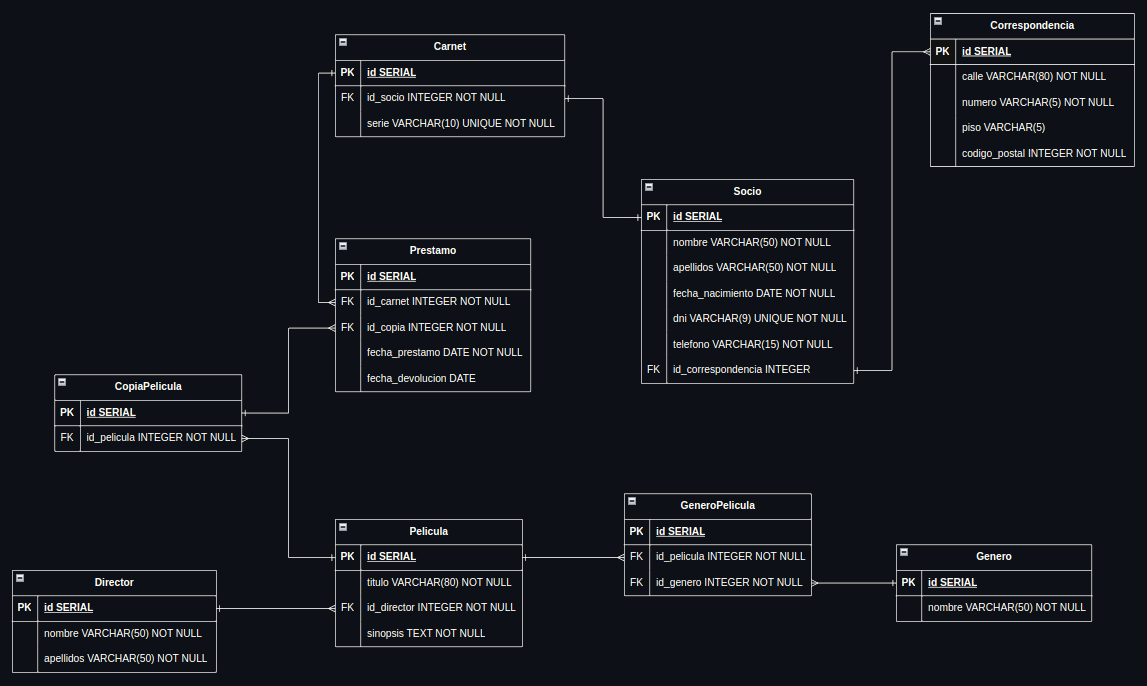 Carnet
PK id SERIAL
FK id_socio INTEGER NOT NULL
serie VARCHAR(10) UNIQUE NOT NULL
Correspondencia
PK id SERIAL
calle VARCHAR(80) NOT NULL
numero VARCHAR(5) NOT NULL
piso VARCHAR(5)
codigo_postal INTEGER NOT NULL
Socio
PK id SERIAL
nombre VARCHAR(50) NOT NULL
apellidos VARCHAR(50) NOT NULL
fecha_nacimiento DATE NOT NULL
dni VARCHAR(9) UNIQUE NOT NULL
telefono VARCHAR(15) NOT NULL
FK id_correspondencia INTEGER
Prestamo
PK id SERIAL
FK id_carnet INTEGER NOT NULL
FK id_copia INTEGER NOT NULL
fecha_prestamo DATE NOT NULL
fecha_devolucion DATE
CopiaPelicula
PK id SERIAL
FK id_pelicula INTEGER NOT NULL
Pelicula
PK id SERIAL
titulo VARCHAR(80) NOT NULL
FK id_director INTEGER NOT NULL
sinopsis TEXT NOT NULL
GeneroPelicula
PK id SERIAL
FK id_pelicula INTEGER NOT NULL
FK id_genero INTEGER NOT NULL
Genero
PK id SERIAL
nombre VARCHAR(50) NOT NULL
Director
PK id SERIAL
nombre VARCHAR(50) NOT NULL
apellidos VARCHAR(50) NOT NULL